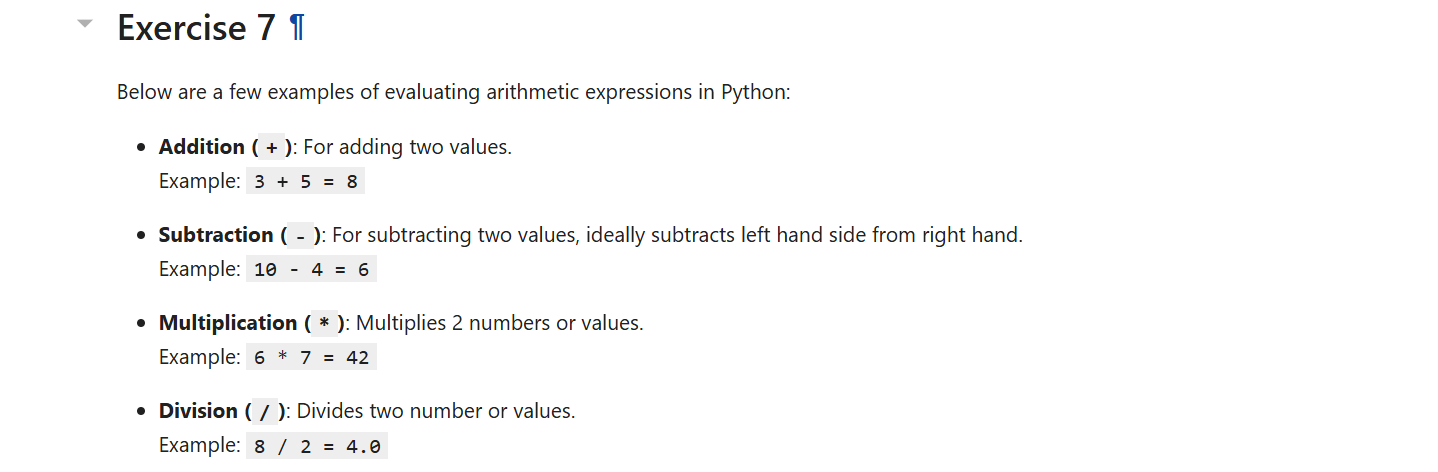 Exercise 7 ¶
Below are a few examples of evaluating arithmetic expressions in Python:
• Addition ( + ): For adding two values.
Example: 3 + 5 = 8
• Subtraction ( - ): For subtracting two values, ideally subtracts left hand side from right hand.
Example: 10 - 4 = 6
• Multiplication ( * ): Multiplies 2 numbers or values.
Example: 6 * 7 = 42
• Division ( / ): Divides two number or values.
Example: 8 / 2 = 4.0